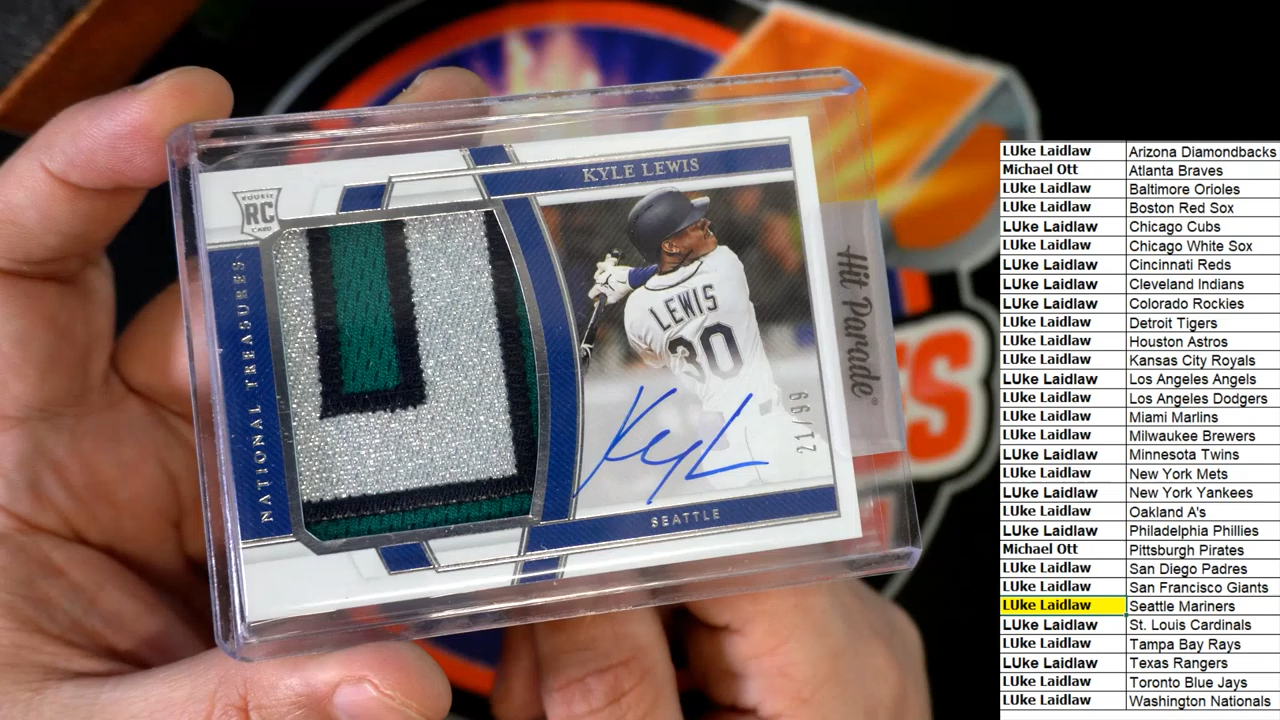 KYLE LEWIS
ROOKIE
RC
CARD
NATIONAL TREASURES
LEWIS
30
KyL
21/99
SEATTLE
Hit Parade®
LUke Laidlaw Arizona Diamondbacks
Michael Ott Atlanta Braves
LUke Laidlaw Baltimore Orioles
LUke Laidlaw Boston Red Sox
LUke Laidlaw Chicago Cubs
LUke Laidlaw Chicago White Sox
LUke Laidlaw Cincinnati Reds
LUke Laidlaw Cleveland Indians
LUke Laidlaw Colorado Rockies
LUke Laidlaw Detroit Tigers
LUke Laidlaw Houston Astros
LUke Laidlaw Kansas City Royals
LUke Laidlaw Los Angeles Angels
LUke Laidlaw Los Angeles Dodgers
LUke Laidlaw Miami Marlins
LUke Laidlaw Milwaukee Brewers
LUke Laidlaw Minnesota Twins
LUke Laidlaw New York Mets
LUke Laidlaw New York Yankees
LUke Laidlaw Oakland A's
LUke Laidlaw Philadelphia Phillies
Michael Ott Pittsburgh Pirates
LUke Laidlaw San Diego Padres
LUke Laidlaw San Francisco Giants
LUke Laidlaw Seattle Mariners
LUke Laidlaw St. Louis Cardinals
LUke Laidlaw Tampa Bay Rays
LUke Laidlaw Texas Rangers
LUke Laidlaw Toronto Blue Jays
LUke Laidlaw Washington Nationals